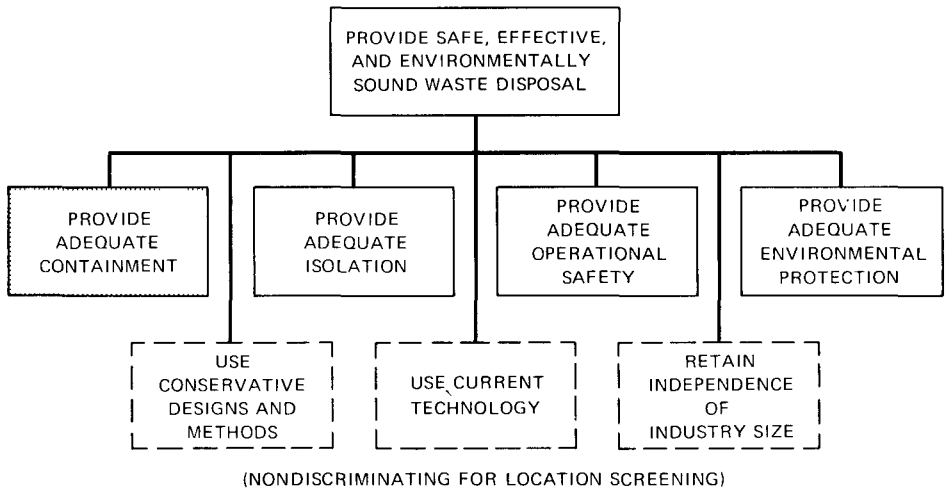 PROVIDE SAFE, EFFECTIVE,
AND ENVIRONMENTALLY
SOUND WASTE DISPOSAL
PROVIDE
ADEQUATE
CONTAINMENT
PROVIDE
ADEQUATE
ISOLATION
PROVIDE
ADEQUATE
OPERATIONAL
SAFETY
PROVIDE
ADEQUATE
ENVIRONMENTAL
PROTECTION
USE
CONSERVATIVE
DESIGNS AND
METHODS
USE CURRENT
TECHNOLOGY
RETAIN
INDEPENDENCE
OF
INDUSTRY SIZE
(NONDISCRIMINATING FOR LOCATION SCREENING)